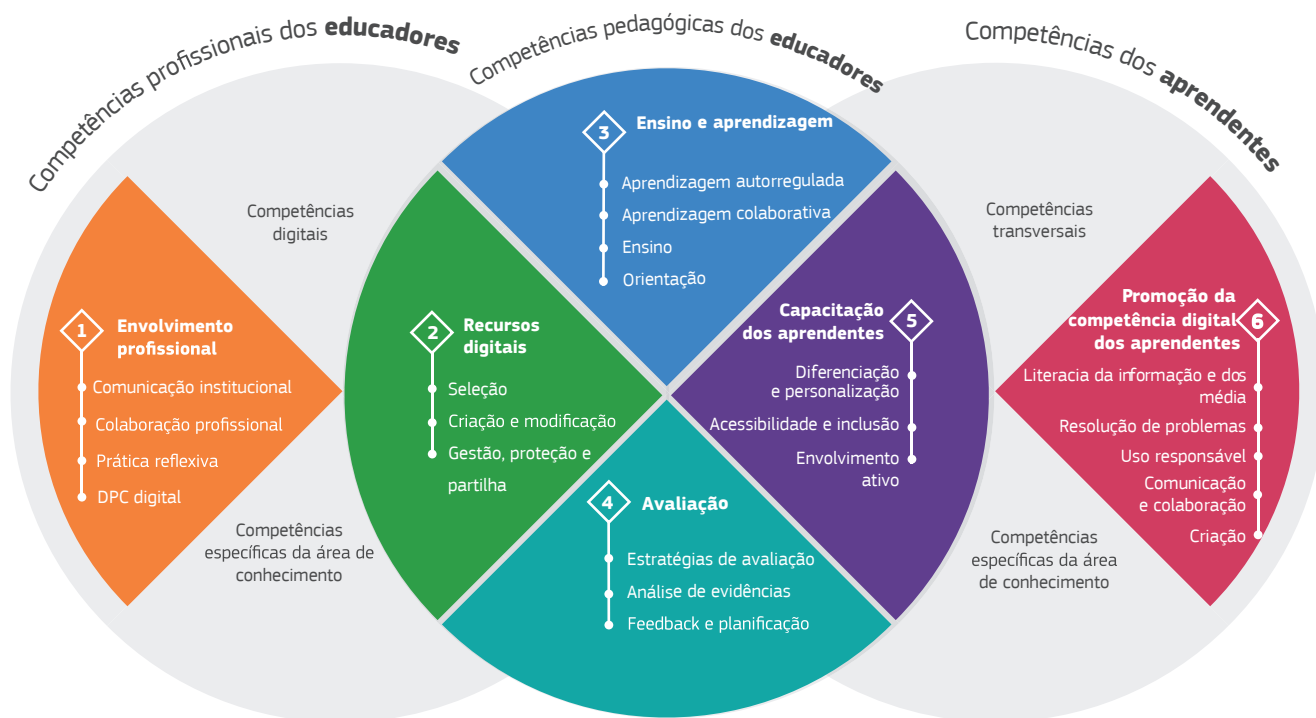 Competências profissionais dos educadores
Competências pedagógicas dos educadores
Competências dos aprendentes
Competências
digitais
Competências
específicas da área de
conhecimento
1
Envolvimento
profissional
Comunicação institucional
Colaboração profissional
Prática reflexiva
DPC digital
2
Recursos
digitais
Seleção
Criação e modificação
Gestão, proteção e
partilha
3
Ensino e aprendizagem
Aprendizagem autorregulada
Aprendizagem colaborativa
Ensino
Orientação
4
Avaliação
Estratégias de avaliação
Análise de evidências
Feedback e planificação
Capacitação
dos aprendentes
5
Diferenciação
e personalização
Acessibilidade e inclusão
Envolvimento
ativo
Competências
transversais
Competências
específicas da área
de conhecimento
Promoção da
competência digital
dos aprendentes
6
Literacia da informação e dos
média
Resolução de problemas
Uso responsável
Comunicação
e colaboração
Criação